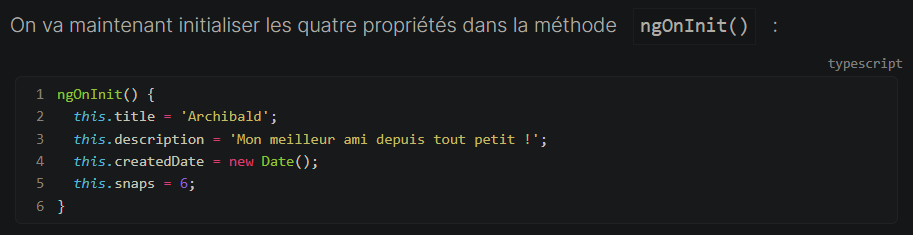 On va maintenant initialiser les quatre propriétés dans la méthode ngOnInit() :
typescript
1 ngOnInit() {
2   this.title = 'Archibald';
3   this.description = 'Mon meilleur ami depuis tout petit !';
4   this.createdDate = new Date();
5   this.snaps = 6;
6 }